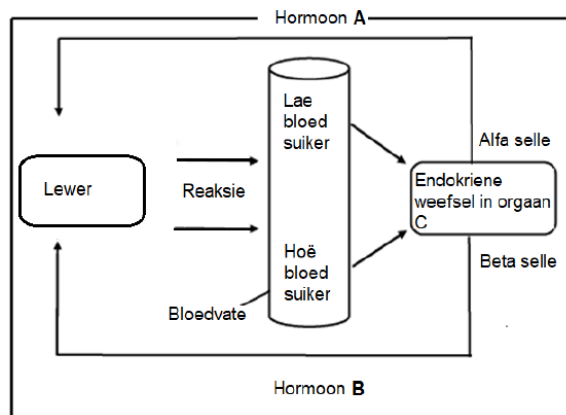 Hormoon A
Lae
bloed
suiker
Alfa selle
Lewer
Reaksie
Endokriene
weefsel in orgaan
C
Hoë
bloed
suiker
Beta selle
Bloedvate
Hormoon B